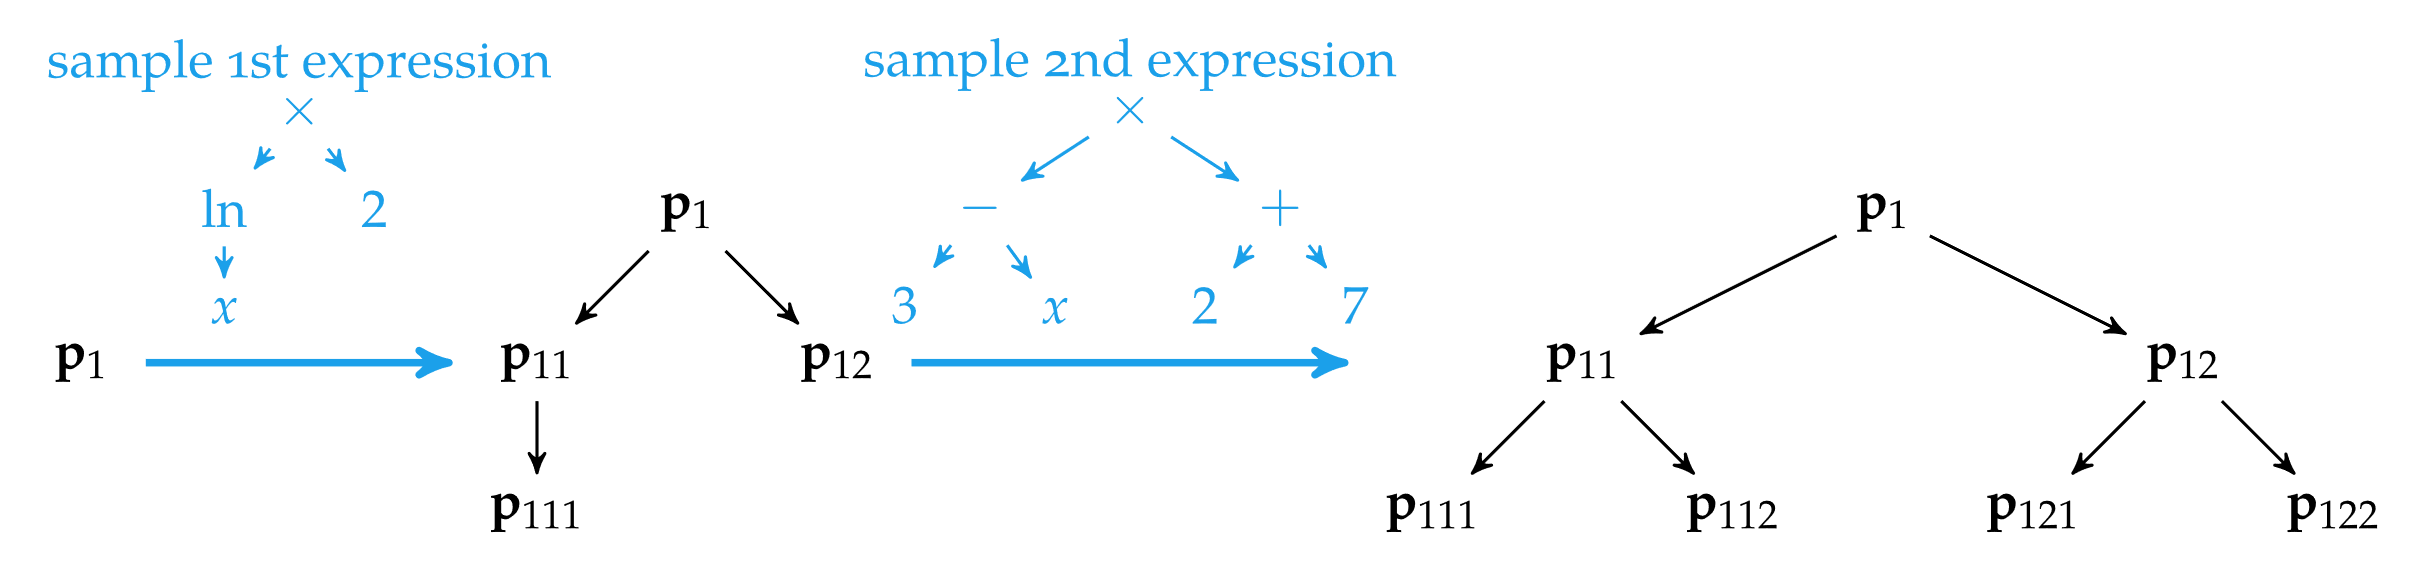 sample 1st expression
×
ln 2
x
p₁
p₁
p₁₁ p₁₂
p₁₁₁
sample 2nd expression
×
− +
3 x 2 7
p₁
p₁₁ p₁₂
p₁₁₁ p₁₁₂ p₁₂₁ p₁₂₂